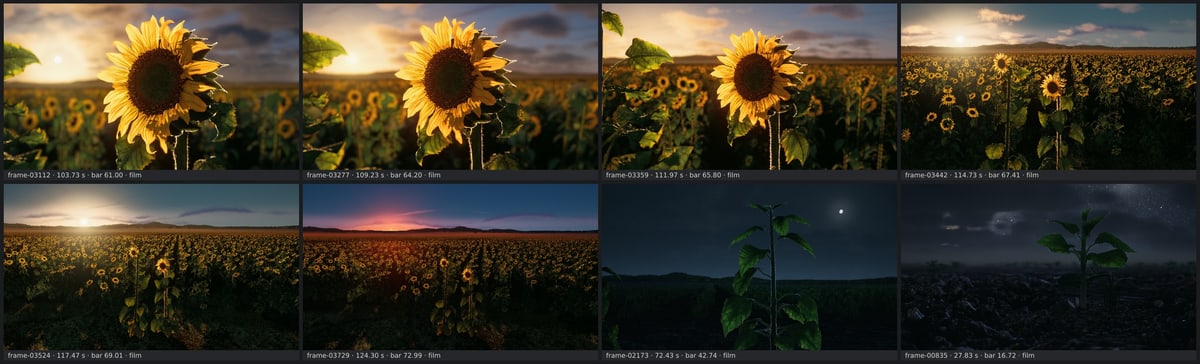 frame-03112 · 103.73 s · bar 61.00 · film
frame-03277 · 109.23 s · bar 64.20 · film
frame-03359 · 111.97 s · bar 65.80 · film
frame-03442 · 114.73 s · bar 67.41 · film
frame-03524 · 117.47 s · bar 69.01 · film
frame-03729 · 124.30 s · bar 72.99 · film
frame-02173 · 72.43 s · bar 42.74 · film
frame-00835 · 27.83 s · bar 16.72 · film